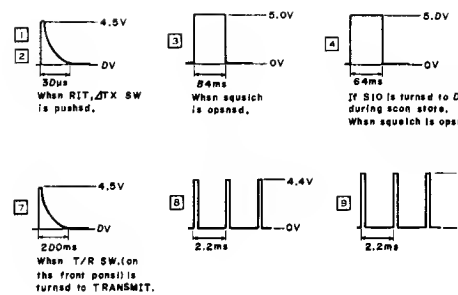 1
2
4.5V
0V
30µs
When RIT, ΔTX SW
is pushed.
3
5.0V
0V
84ms
When squelch
is opened.
4
5.0V
0V
64ms
If S10 is turned to
during scan state.
When squelch is
7
4.5V
0V
200ms
When T/R SW.(on
the front panel) is
turned to TRANSMIT.
8
4.4V
0V
2.2ms
9
2.2ms